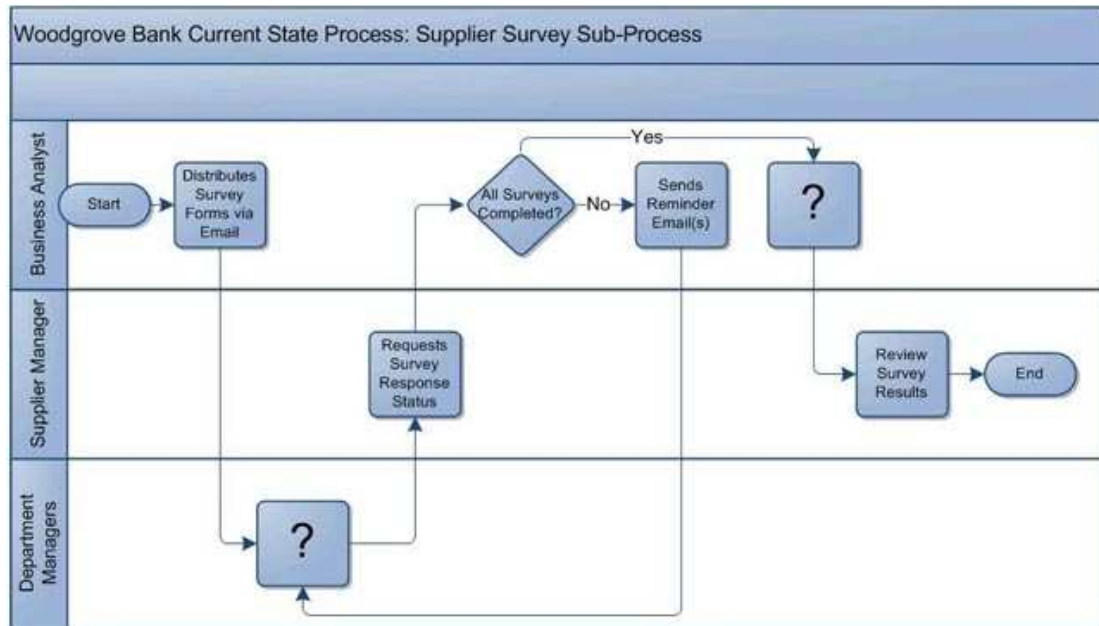 Woodgrove Bank Current State Process: Supplier Survey Sub-Process
Business Analyst
Start
Distributes
Survey
Forms via
Email
All Surveys
Completed?
Yes
No
Sends
Reminder
Email(s)
?
Supplier Manager
Requests
Survey
Response
Status
Review
Survey
Results
End
Department
Managers
?